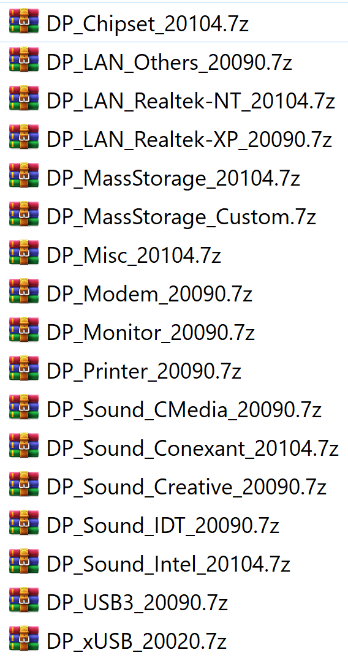 DP_Chipset_20104.7z
DP_LAN_Others_20090.7z
DP_LAN_Realtek-NT_20104.7z
DP_LAN_Realtek-XP_20090.7z
DP_MassStorage_20104.7z
DP_MassStorage_Custom.7z
DP_Misc_20104.7z
DP_Modem_20090.7z
DP_Monitor_20090.7z
DP_Printer_20090.7z
DP_Sound_CMedia_20090.7z
DP_Sound_Conexant_20104.7z
DP_Sound_Creative_20090.7z
DP_Sound_IDT_20090.7z
DP_Sound_Intel_20104.7z
DP_USB3_20090.7z
DP_xUSB_20020.7z